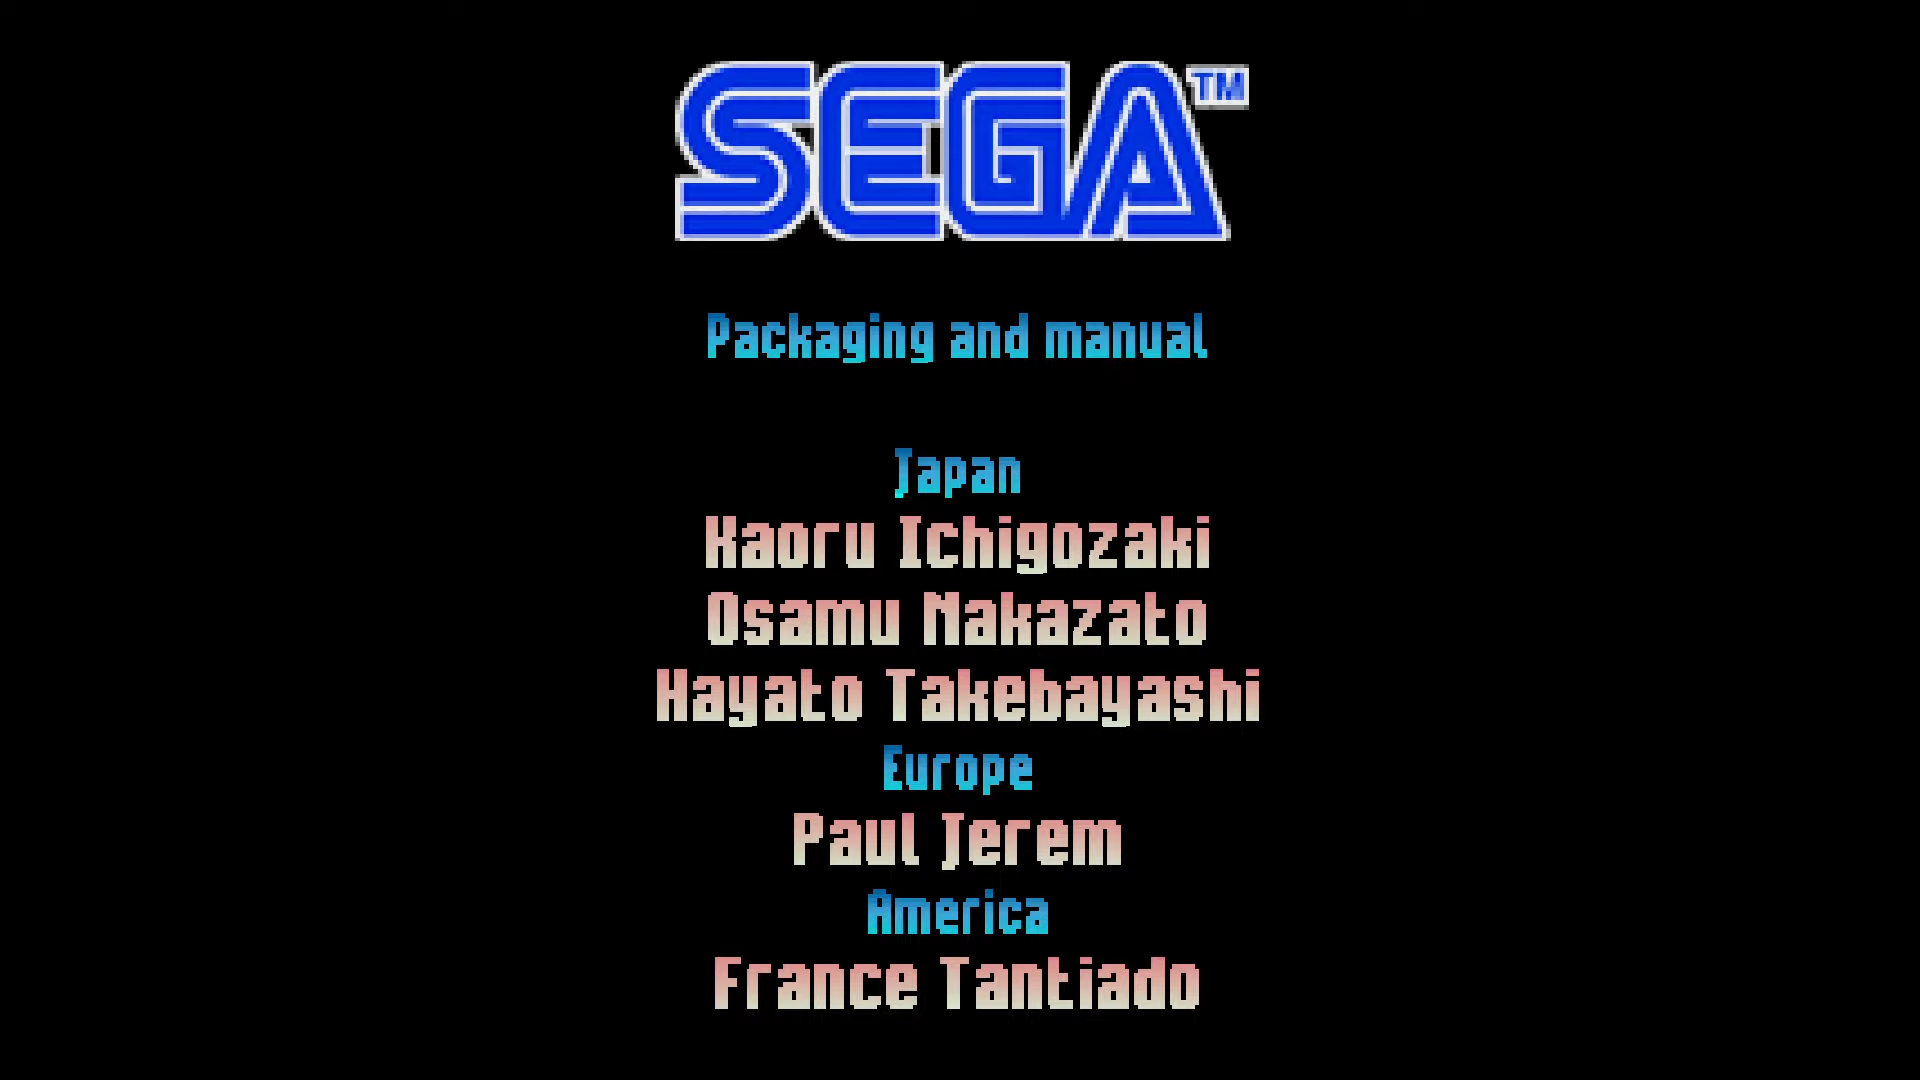 SEGA™
Packaging and manual
Japan
Kaoru Ichigozaki
Osamu Nakazato
Hayato Takebayashi
Europe
Paul Jerem
America
France Tantiado